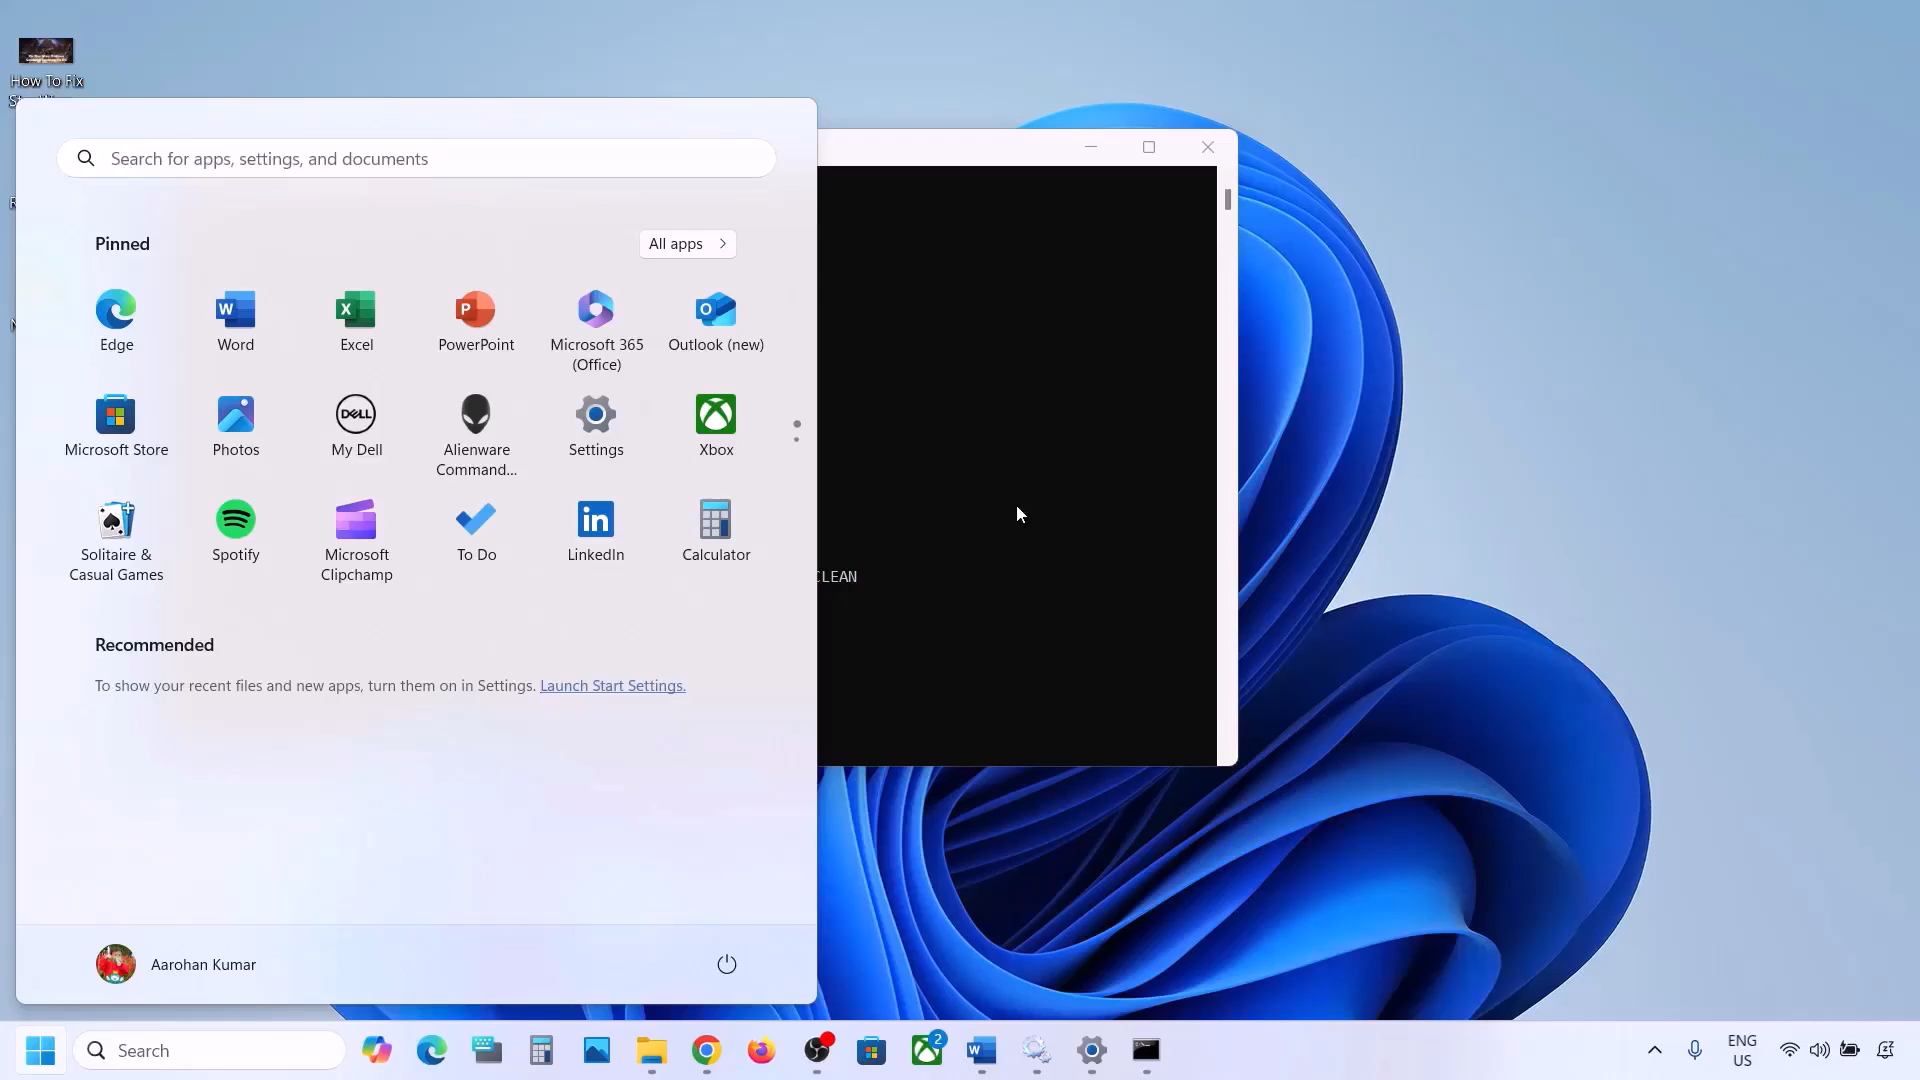 How To Fix
Search for apps, settings, and documents
Pinned
All apps
Edge
Word
Excel
PowerPoint
Microsoft 365
(Office)
Outlook (new)
Microsoft Store
Photos
DELL
My Dell
Alienware
Command...
Settings
Xbox
Solitaire &
Casual Games
Spotify
Microsoft
Clipchamp
To Do
LinkedIn
Calculator
CLEAN
Recommended
To show your recent files and new apps, turn them on in Settings. Launch Start Settings.
Aarohan Kumar
Search
2
ENG
US